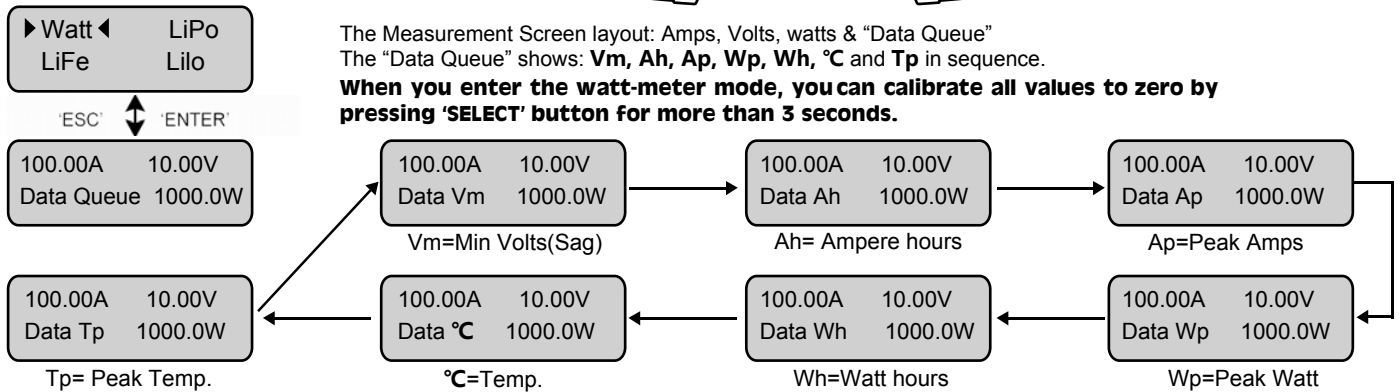 Watt LiPo
LiFe LiIo
The Measurement Screen layout: Amps, Volts, watts & “Data Queue”
The “Data Queue” shows: Vm, Ah, Ap, Wp, Wh, ℃ and Tp in sequence.
When you enter the watt-meter mode, you can calibrate all values to zero by
pressing ‘SELECT’ button for more than 3 seconds.
‘ESC’ ‘ENTER’
100.00A 10.00V
Data Queue 1000.0W
100.00A 10.00V
Data Vm 1000.0W
Vm=Min Volts(Sag)
100.00A 10.00V
Data Ah 1000.0W
Ah= Ampere hours
100.00A 10.00V
Data Ap 1000.0W
Ap=Peak Amps
100.00A 10.00V
Data Tp 1000.0W
Tp= Peak Temp.
100.00A 10.00V
Data ℃ 1000.0W
℃=Temp.
100.00A 10.00V
Data Wh 1000.0W
Wh=Watt hours
100.00A 10.00V
Data Wp 1000.0W
Wp=Peak Watt